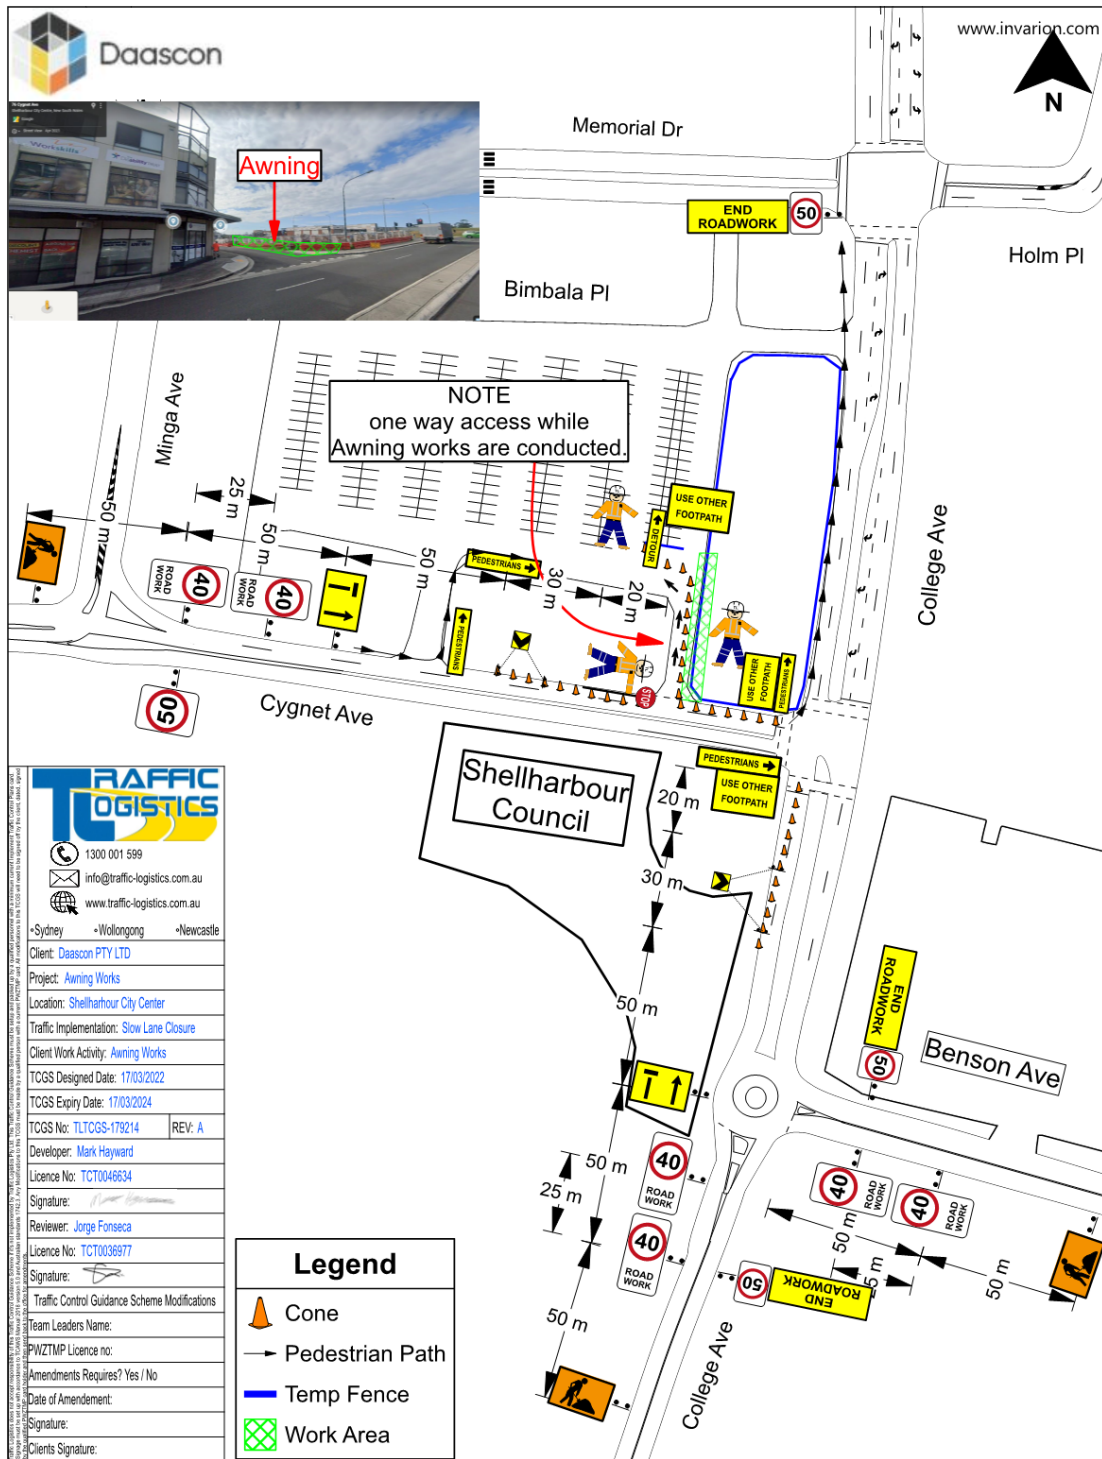 Daascon
www.invarion.com
N
Awning
Workskills
Memorial Dr
END
ROADWORK
50
Holm Pl
Bimbala Pl
Minga Ave
NOTE
one way access while
Awning works are conducted.
USE OTHER
FOOTPATH
DETOUR
25 m
50 m
50 m
50 m
30 m
20 m
PEDESTRIANS
PEDESTRIANS
40
ROAD
WORK
40
ROAD
WORK
STOP
USE OTHER
FOOTPATH
PEDESTRIANS
College Ave
50
Cygnet Ave
PEDESTRIANS
USE OTHER
FOOTPATH
Shellharbour
Council
20 m
30 m
50 m
END
ROADWORK
50
Benson Ave
50 m
25 m
40
ROAD
WORK
40
ROAD
WORK
50 m
40
ROAD
WORK
40
ROAD
WORK
50 m
50 m
50
END
ROADWORK
College Ave
TRAFFIC
LOGISTICS
1300 001 599
info@traffic-logistics.com.au
www.traffic-logistics.com.au
Sydney Wollongong Newcastle
Client: Daascon PTY LTD
Project: Awning Works
Location: Shellharhour City Center
Traffic Implementation: Slow Lane Closure
Client Work Activity: Awning Works
TCGS Designed Date: 17/03/2022
TCGS Expiry Date: 17/03/2024
TCGS No: TLTCGS-179214 REV: A
Developer: Mark Hayward
Licence No: TCT0046634
Signature:
Reviewer: Jorge Fonseca
Licence No: TCT0036977
Signature:
Traffic Control Guidance Scheme Modifications
Team Leaders Name:
PWZTMP Licence no:
Amendments Requires? Yes / No
Date of Amendment:
Signature:
Clients Signature:
Legend
Cone
Pedestrian Path
Temp Fence
Work Area